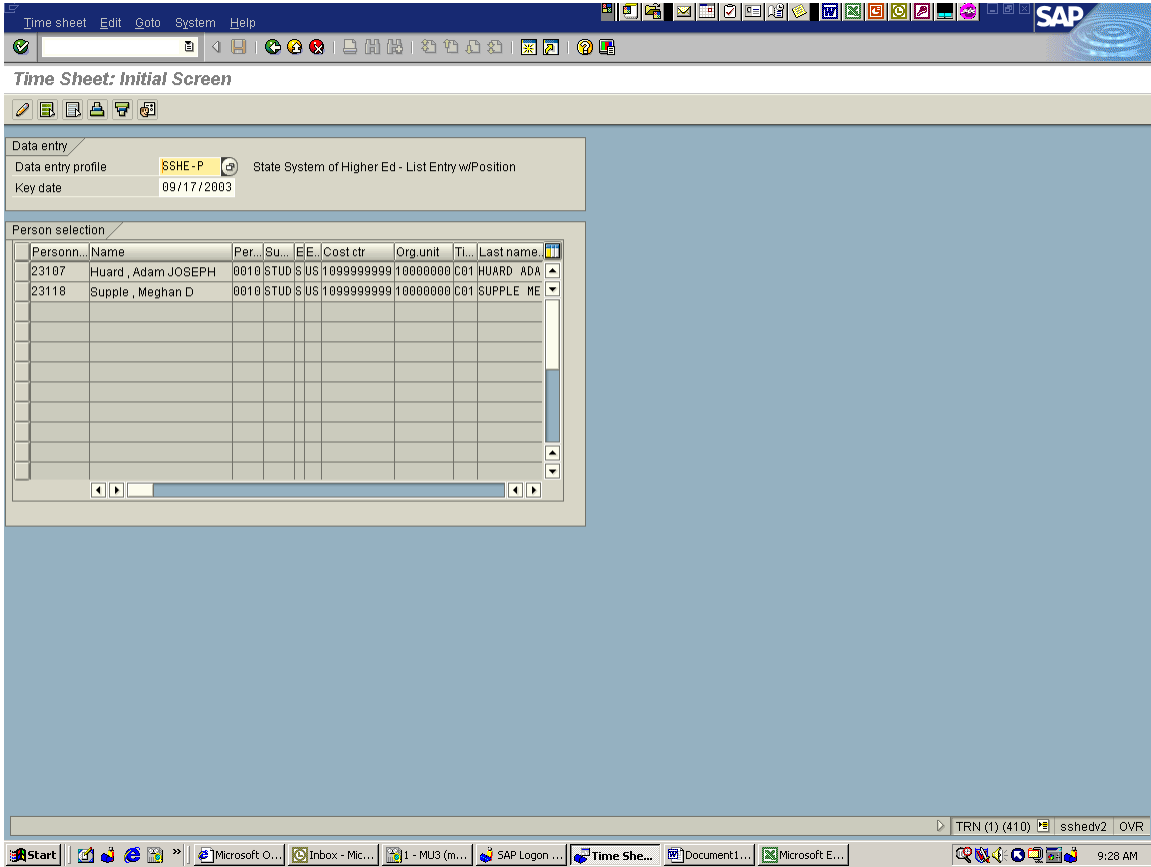 Time sheet Edit Goto System Help
SAP
Time Sheet: Initial Screen
Data entry
Data entry profile SSHE-P State System of Higher Ed - List Entry w/Position
Key date 09/17/2003
Person selection
Personn... Name Per... Su... E E.. Cost ctr Org.unit Ti... Last name..
23107 Huard , Adam JOSEPH 0010 STUD S US 1099999999 10000000 C01 HUARD ADA
23118 Supple , Meghan D 0010 STUD S US 1099999999 10000000 C01 SUPPLE ME
TRN (1) (410) sshedv2 OVR
Start » Microsoft O... Inbox - Mic... 1 - MU3 (m... SAP Logon ... Time She... Document1... Microsoft E... 9:28 AM